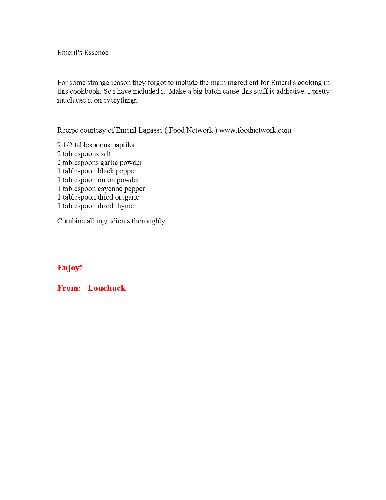 Emeril's Essence
For some strange reason they forgot to include the main ingredient for Emeril's cooking in
this cookbook. So i have included it. Make a big batch cause this stuff is addictive. I pretty
much use it on everything.
Recipe courtesy of Emeril Lagasse ( Food Network ) www.foodnetwork.com
2 1/2 tablespoons paprika
2 tablespoons salt
2 tablespoons garlic powder
1 tablespoon black pepper
1 tablespoon onion powder
1 tablespoon cayenne pepper
1 tablespoon dried oregano
1 tablespoon dried thyme
Combine all ingredients thoroughly
Enjoy!
From: Louchuck